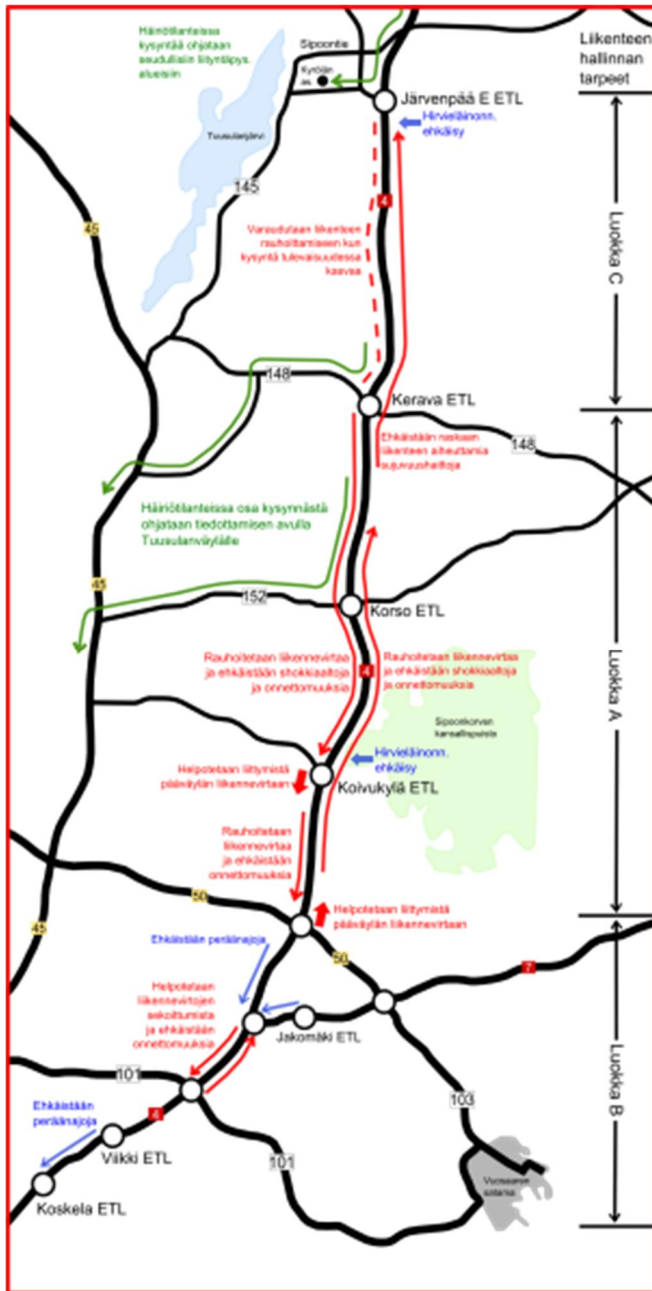 Häiriötilanteissa
kysyntää ohjataan
seudullisiin liityntäpys.
alueisiin
Sipoontie
Kyrölän
as.
Liikenteen
hallinnan
tarpeet
Järvenpää E ETL
Hirvieläinonn.
ehkäisy
Tuusulanjärvi
145
4
45
Varaudutaan liikenteen
rauhoittamiseen kun
kysyntä tulevaisuudessa
kasvaa
Luokka C
148
Kerava ETL
148
Ehkäistään raskaan
liikenteen aiheuttamia
sujuvuushaittoja
Häiriötilanteissa osa kysynnästä
ohjataan tiedottamisen avulla
Tuusulanväylälle
45
152
Korso ETL
Luokka A
Rauhoitetaan liikennevirtaa
ja ehkäistään shokkiaaltoja
ja onnettomuuksia
4
Rauhoitetaan liikennevirtaa
ja ehkäistään shokkiaaltoja
ja onnettomuuksia
Sipoonkorven
kansallispuisto
Hirvieläinonn.
ehkäisy
Helpotetaan liittymistä
pääväylän liikennevirtaan
Koivukylä ETL
Rauhoitetaan
liikennevirtaa
ja ehkäistään
onnettomuuksia
50
45
Helpotetaan liittymistä
pääväylän liikennevirtaan
Ehkäistään peräänajoja
50
7
Helpotetaan
liikennevirtojen
sekoittumista
ja ehkäistään
onnettomuuksia
Jakomäki ETL
Luokka B
101
103
Ehkäistään
peräänajoja
4
Viikki ETL
101
Vuosaaren
satama
Koskela ETL